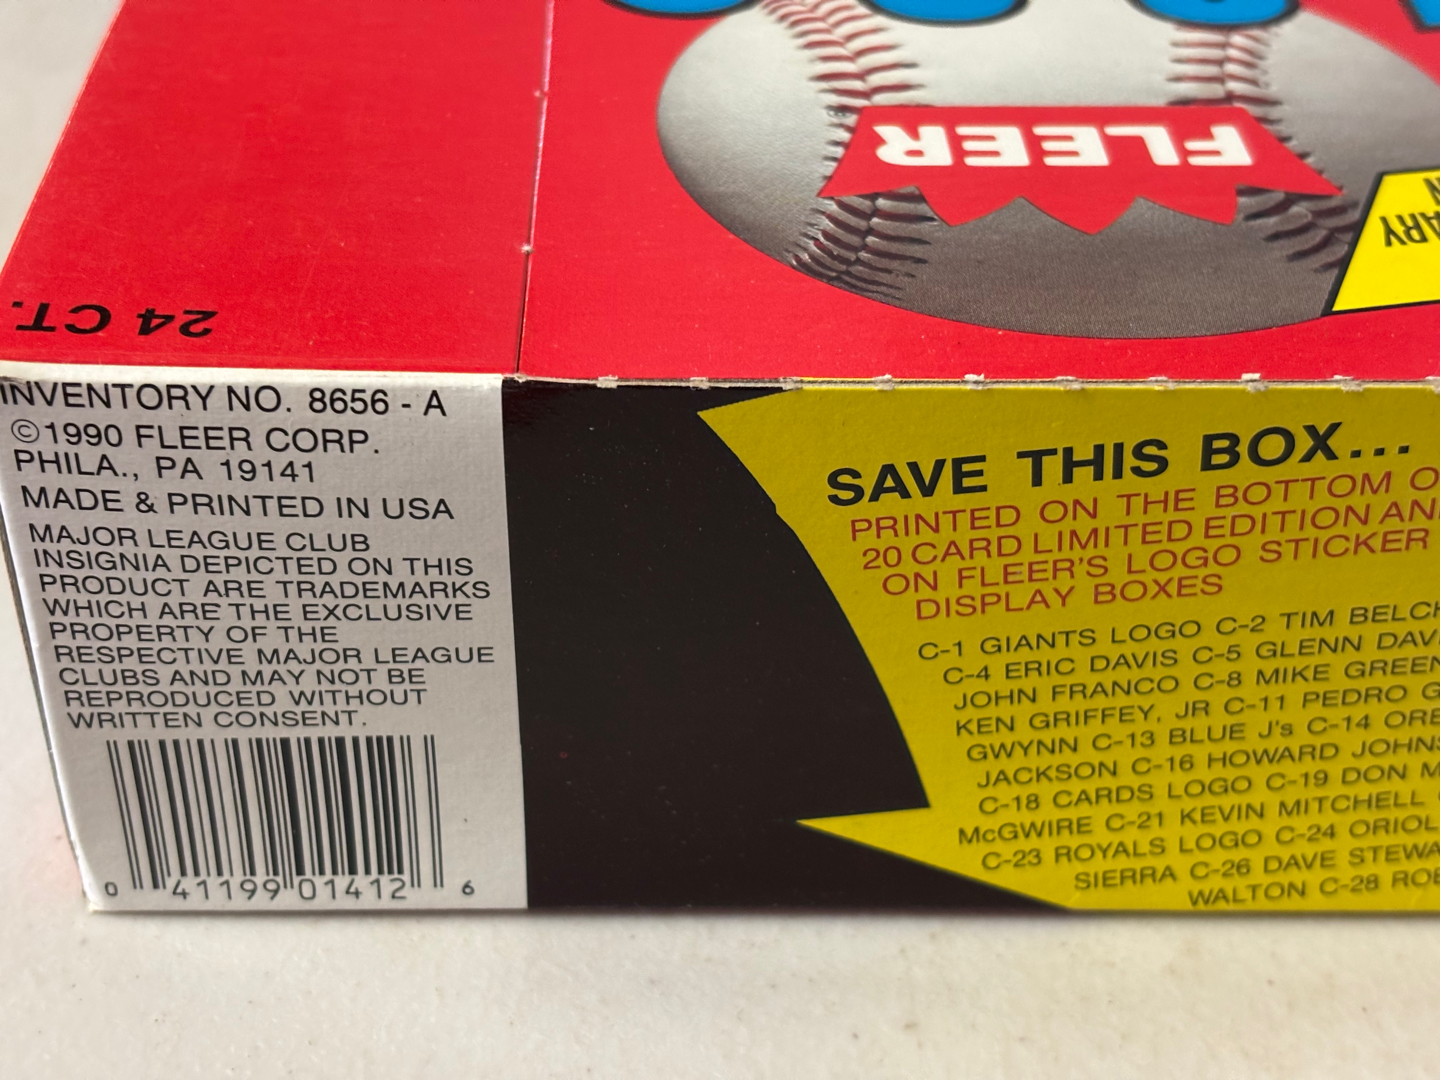 FLEER
ARY
24 CT.
INVENTORY NO. 8656 - A
©1990 FLEER CORP.
PHILA., PA 19141
MADE & PRINTED IN USA
MAJOR LEAGUE CLUB
INSIGNIA DEPICTED ON THIS
PRODUCT ARE TRADEMARKS
WHICH ARE THE EXCLUSIVE
PROPERTY OF THE
RESPECTIVE MAJOR LEAGUE
CLUBS AND MAY NOT BE
REPRODUCED WITHOUT
WRITTEN CONSENT.
0 41199 01412 6
SAVE THIS BOX...
PRINTED ON THE BOTTOM O
20 CARD LIMITED EDITION AN
ON FLEER'S LOGO STICKER
DISPLAY BOXES
C-1 GIANTS LOGO C-2 TIM BELCH
C-4 ERIC DAVIS C-5 GLENN DAV
JOHN FRANCO C-8 MIKE GREEN
KEN GRIFFEY, JR C-11 PEDRO G
GWYNN C-13 BLUE J's C-14 ORE
JACKSON C-16 HOWARD JOHNS
C-18 CARDS LOGO C-19 DON M
McGWIRE C-21 KEVIN MITCHELL
C-23 ROYALS LOGO C-24 ORIOL
SIERRA C-26 DAVE STEWA
WALTON C-28 ROB